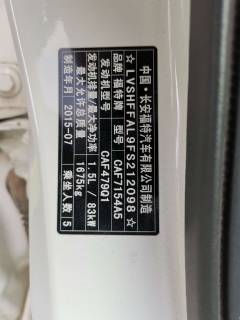 中国·长安福特汽车有限公司制造
☆LVSHFFAL9FS212098☆
品牌 福特牌 型号 CAF7154A5
发动机型号 CAF479Q1
发动机排量/最大净功率 1.5L / 83kW
最大允许总质量 1675kg
制造年月 2015-07 乘坐人数 5